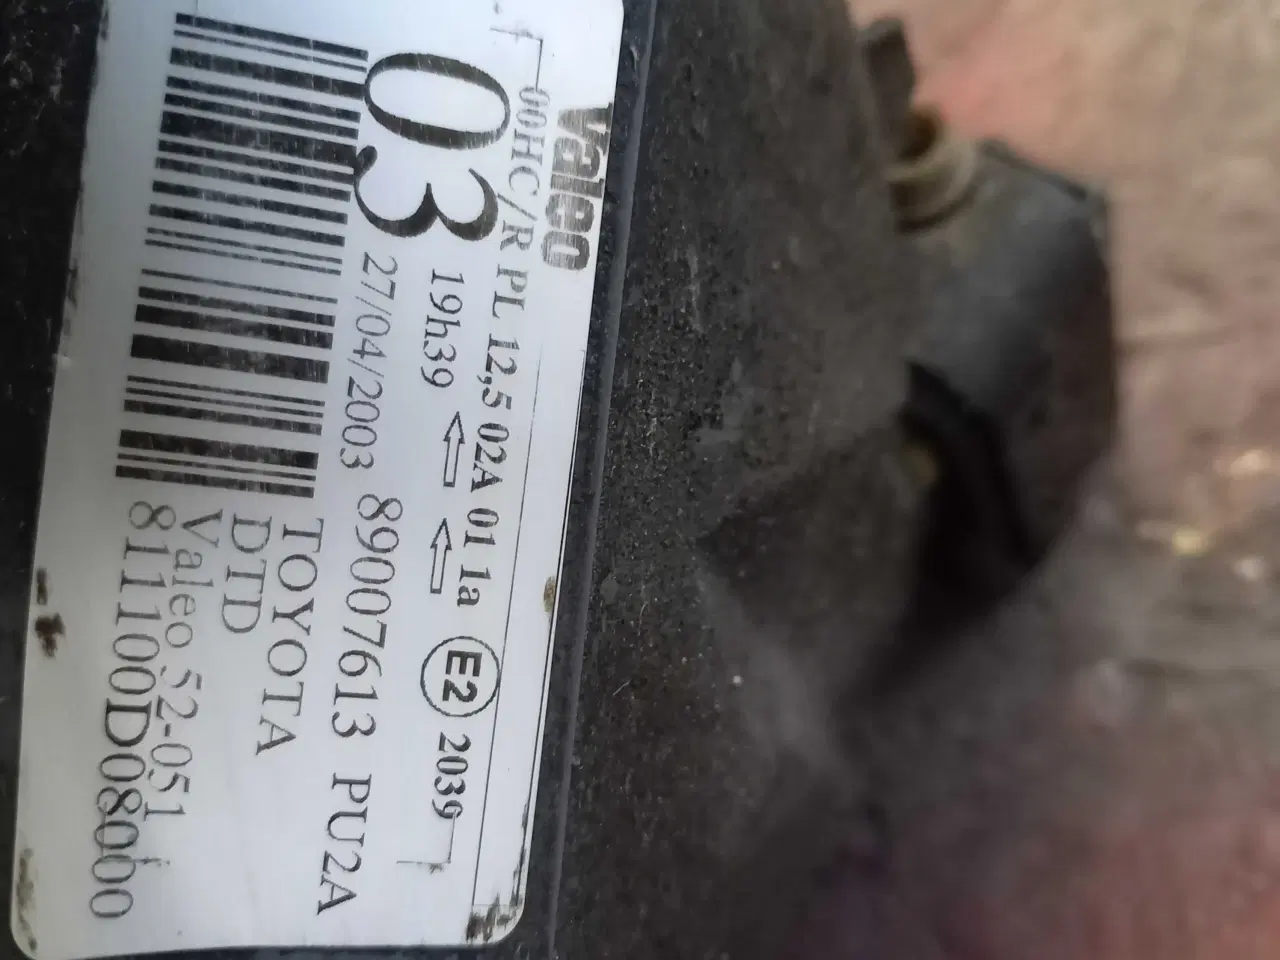 Valeo
00HC/R PL 12,5 02A 01 1a E2 2039
03 19h39
27/04/2003 89007613 PU2A
TOYOTA
DTD
Valeo 52-051
811100D08000